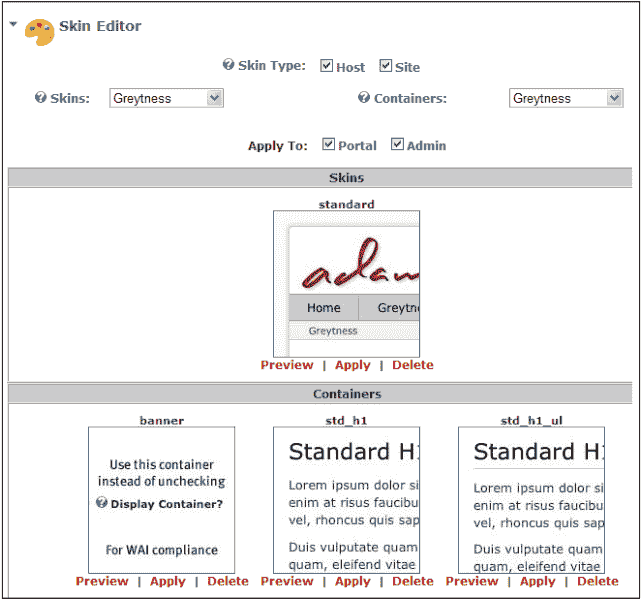 Skin Editor
Skin Type: Host Site
Skins: Greytness Containers: Greytness
Apply To: Portal Admin
Skins
standard
adam
Home Greytn
Greytness
Preview | Apply | Delete
Containers
banner std_h1 std_h1_ul
Use this container
instead of unchecking
Display Container?
For WAI compliance
Standard H1
Lorem ipsum dolor si
enim at risus faucibu
vel, rhoncus quis sap
Duis vulputate quam
quam, eleifend vitae
Standard H1
Lorem ipsum dolor si
enim at risus faucibu
vel, rhoncus quis sap
Duis vulputate quam
quam, eleifend vitae
Preview | Apply | Delete Preview | Apply | Delete Preview | Apply | Delete